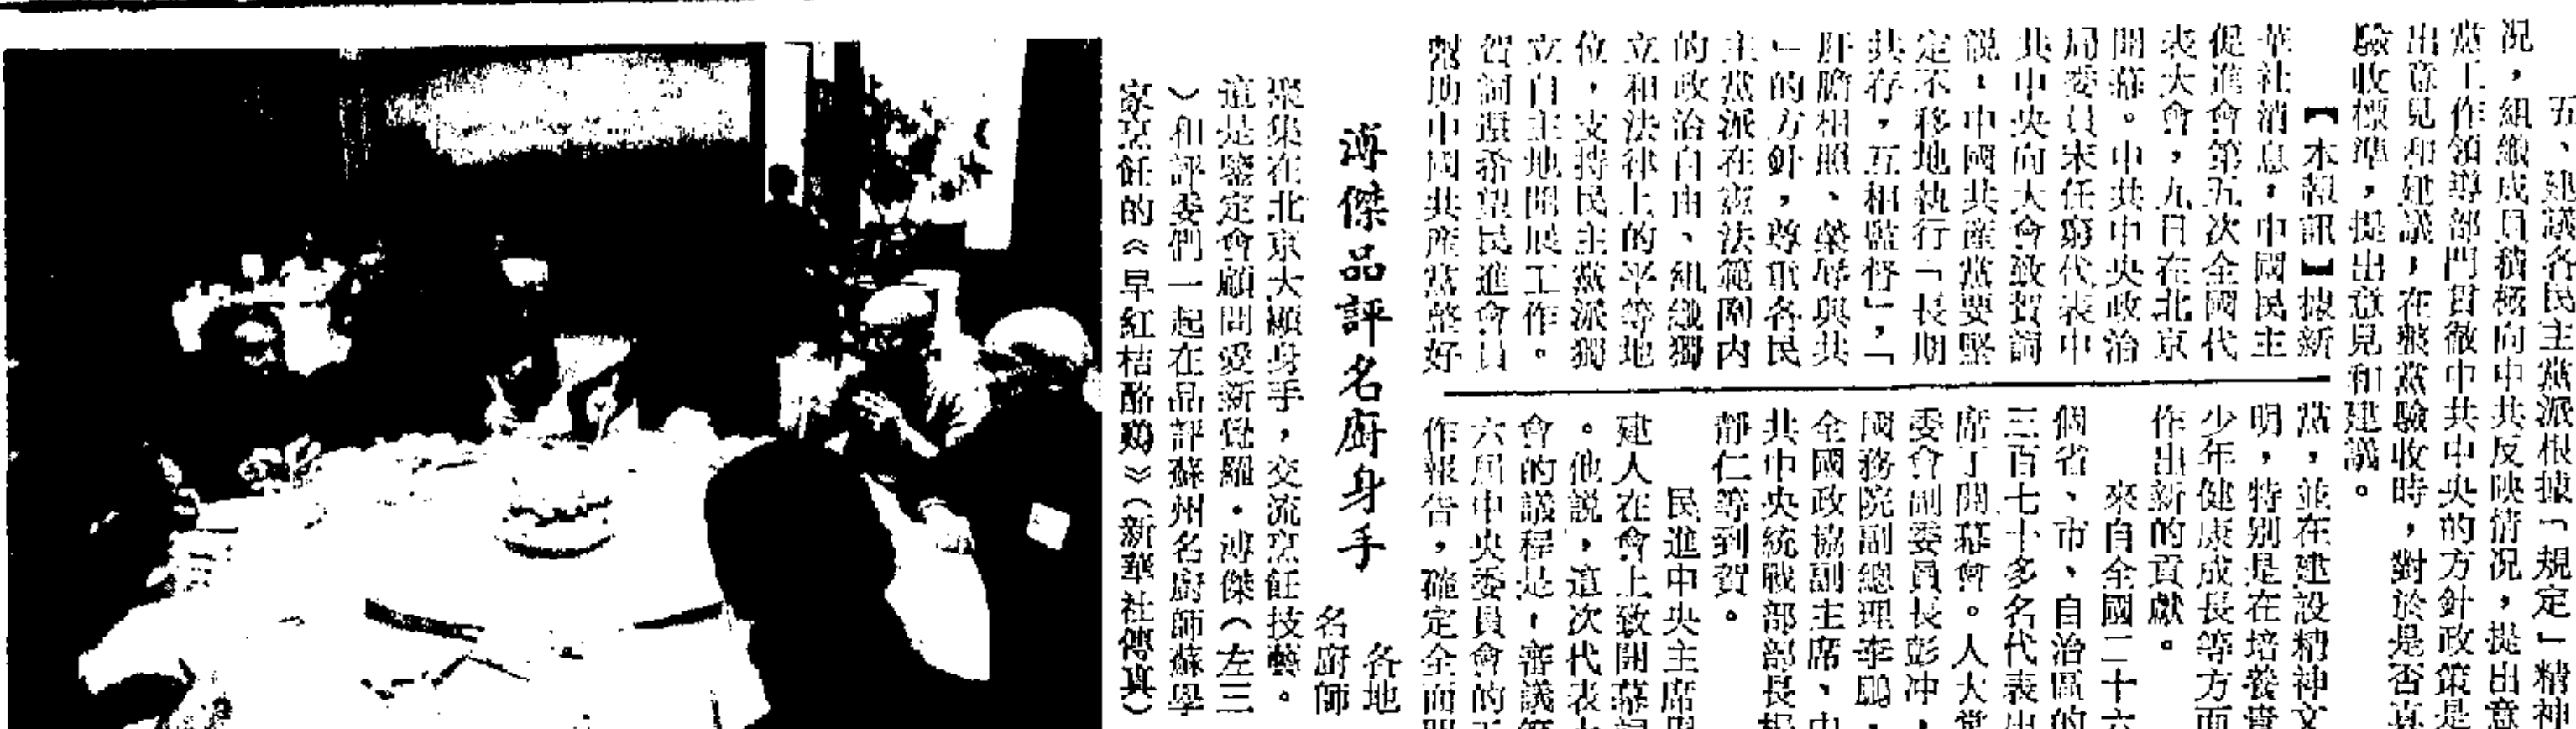 五、建議各民主黨派根據「規定」精神
况，組織成員積極向中共反映情况，提出意
黨工作領導部門貫徹中共中央的方針政策是
出意見和建議，在整黨驗收時，對於是否真
驗收標準，提出意見和建議。
【本報訊】據新
華社消息，中國民主
促進會第五次全國代
表大會，九日在北京
開幕。中共中央政治
局委員宋任窮代表中
共中央向大會致賀詞
說：中國共產黨要堅
定不移地執行「長期
共存，互相監督」，「
肝膽相照、榮辱與共
」的方針，尊重各民
主黨派在憲法範圍内
的政治自由、組織獨
立和法律上的平等地
位，支持民主黨派獨
立自主地開展工作。
賀詞還希望民進會員
幫助中國共產黨整好
黨，並在建設精神文
明，特别是在培養青
少年健康成長等方面
作出新的貢獻。
來自全國二十六
個省、市、自治區的
三百七十多名代表出
席了開幕會。人大常
委會副委員長彭冲，
國務院副總理李鵬，
全國政協副主席、中
共中央統戰部部長楊
靜仁等到賀。
民進中央主席
建人在會上致開幕詞
。他説，這次代表大
會的議程是，審議第
六屆中央委員會的工
作報告，確定全面開
溥傑品評名廚身手
各地
名廚師
聚集在北京大顯身手，交流烹飪技藝。
這是鑒定會顧問愛新覺羅·溥傑（左三
）和評委們一起在品評蘇州名廚師蘇學
家烹飪的《早紅桔酪鷄》（新華社傳真）